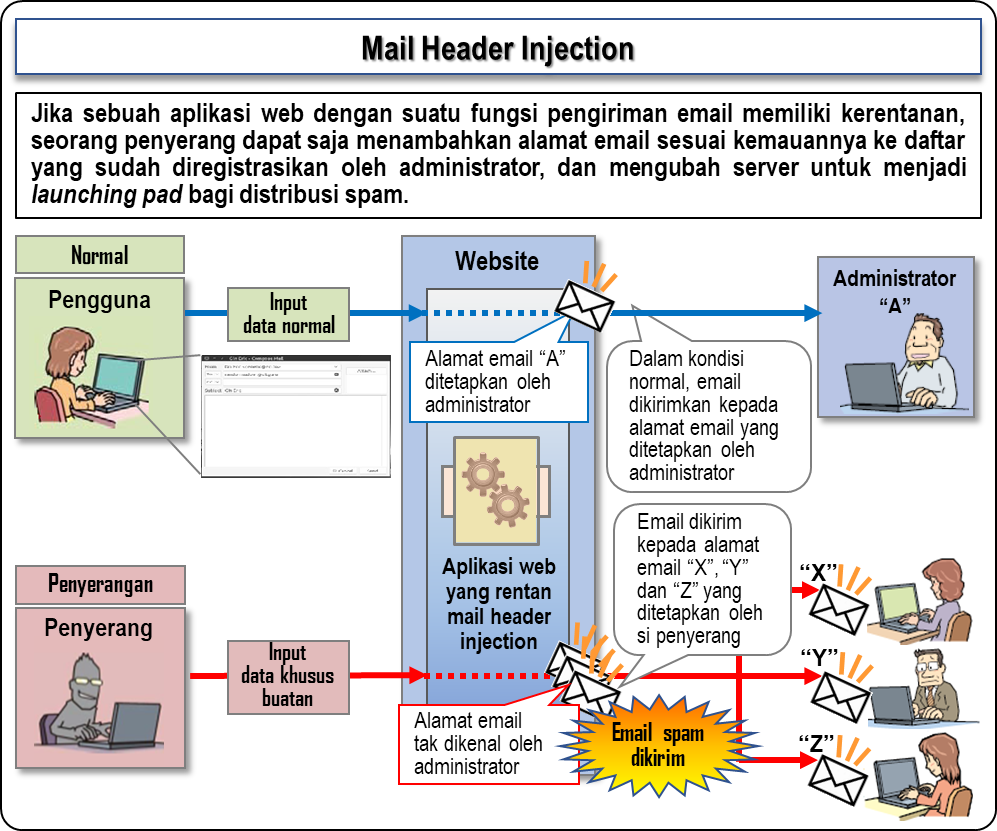 Mail Header Injection
Jika sebuah aplikasi web dengan suatu fungsi pengiriman email memiliki kerentanan,
seorang penyerang dapat saja menambahkan alamat email sesuai kemauannya ke daftar
yang sudah diregistrasikan oleh administrator, dan mengubah server untuk menjadi
launching pad bagi distribusi spam.
Normal
Pengguna
Input
data normal
Website
Alamat email “A”
ditetapkan oleh
administrator
Dalam kondisi
normal, email
dikirimkan kepada
alamat email yang
ditetapkan oleh
administrator
Administrator
“A”
Aplikasi web
yang rentan
mail header
injection
Penyerangan
Penyerang
Input
data khusus
buatan
Alamat email
tak dikenal oleh
administrator
Email dikirim
kepada alamat
email “X”, “Y”
dan “Z” yang
ditetapkan oleh
si penyerang
Email spam
dikirim
“X”
“Y”
“Z”